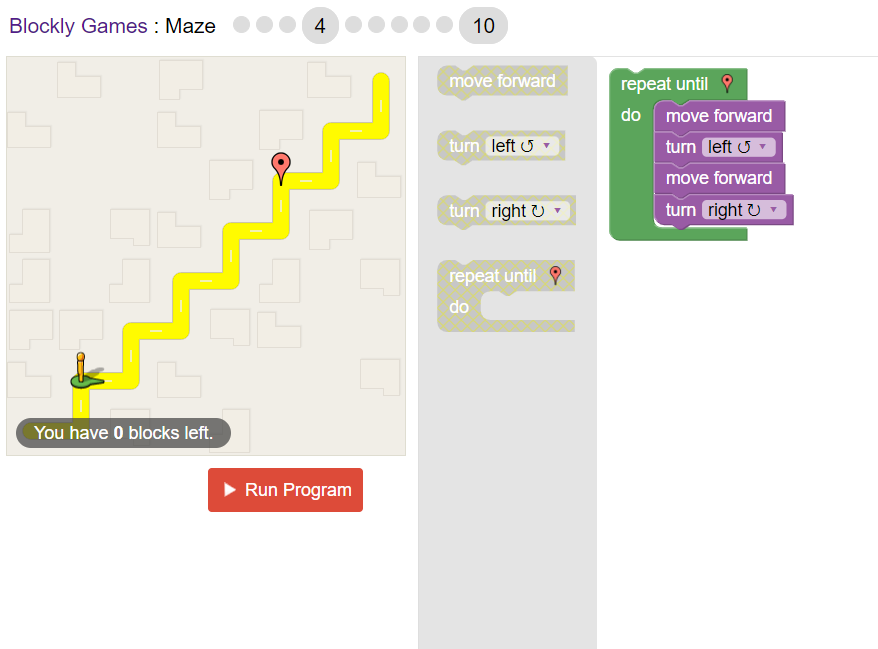 Blockly Games : Maze 4 10
You have 0 blocks left.
Run Program
move forward
turn left ↺ ▾
turn right ↻ ▾
repeat until
do
repeat until
do
move forward
turn left ↺ ▾
move forward
turn right ↻ ▾